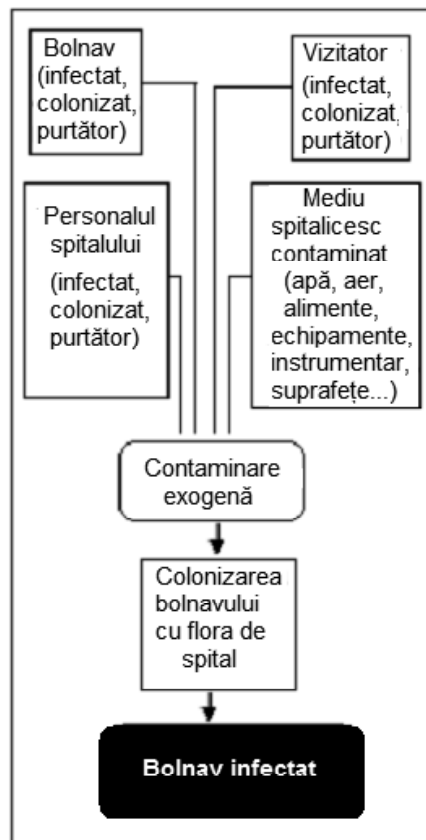 Bolnav
(infectat,
colonizat,
purtător)
Vizitator
(infectat,
colonizat,
purtător)
Personalul
spitalului
(infectat,
colonizat,
purtător)
Mediu
spitalicesc
contaminat
(apă, aer,
alimente,
echipamente,
instrumentar,
suprafețe...)
Contaminare
exogenă
Colonizarea
bolnavului
cu flora de
spital
Bolnav infectat